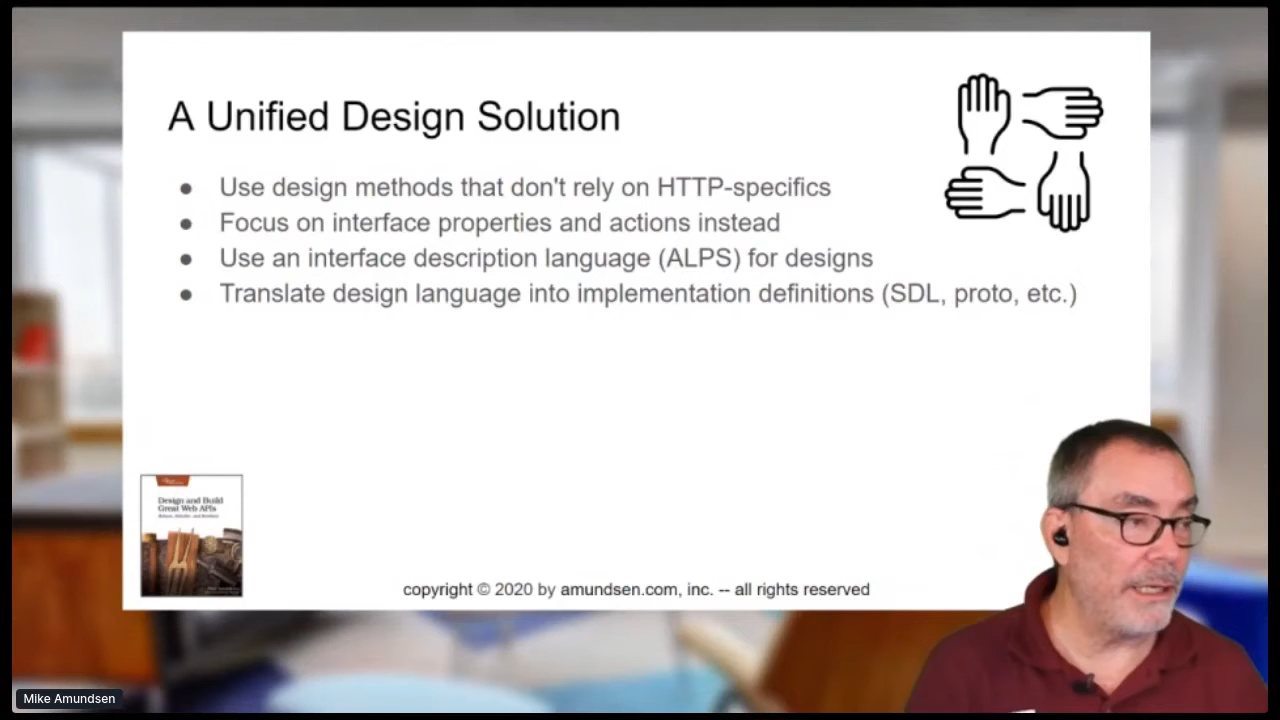 A Unified Design Solution
● Use design methods that don't rely on HTTP-specifics
● Focus on interface properties and actions instead
● Use an interface description language (ALPS) for designs
● Translate design language into implementation definitions (SDL, proto, etc.)
Design and Build
Great Web APIs
copyright © 2020 by amundsen.com, inc. -- all rights reserved
Mike Amundsen